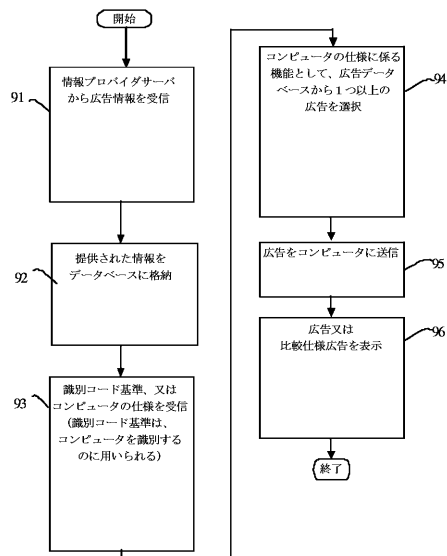 開始
91
情報プロバイダサーバ
から広告情報を受信
92
提供された情報を
データベースに格納
93
識別コード基準、又は
コンピュータの仕様を受信
(識別コード基準は、
コンピュータを識別する
のに用いられる)
94
コンピュータの仕様に係る
機能として、広告データ
ベースから1つ以上の
広告を選択
95
広告をコンピュータに送信
96
広告又は
比較仕様広告を表示
終了